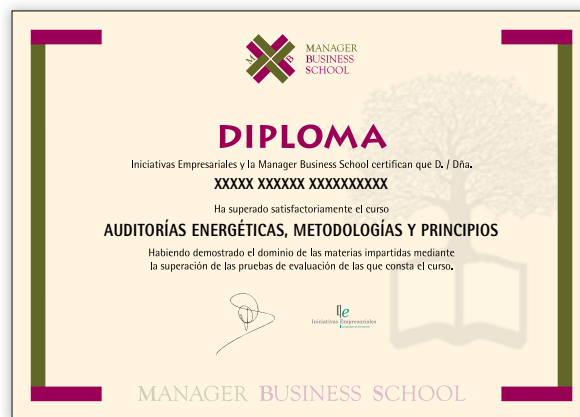 M B
MANAGER
BUSINESS
SCHOOL
DIPLOMA
Iniciativas Empresariales y la Manager Business School certifican que D. / Dña.
XXXXX XXXXXX XXXXXXXXXX
Ha superado satisfactoriamente el curso
AUDITORÍAS ENERGÉTICAS, METODOLOGÍAS Y PRINCIPIOS
Habiendo demostrado el dominio de las materias impartidas mediante
la superación de las pruebas de evaluación de las que consta el curso.
Iniciativas Empresariales
MANAGER BUSINESS SCHOOL